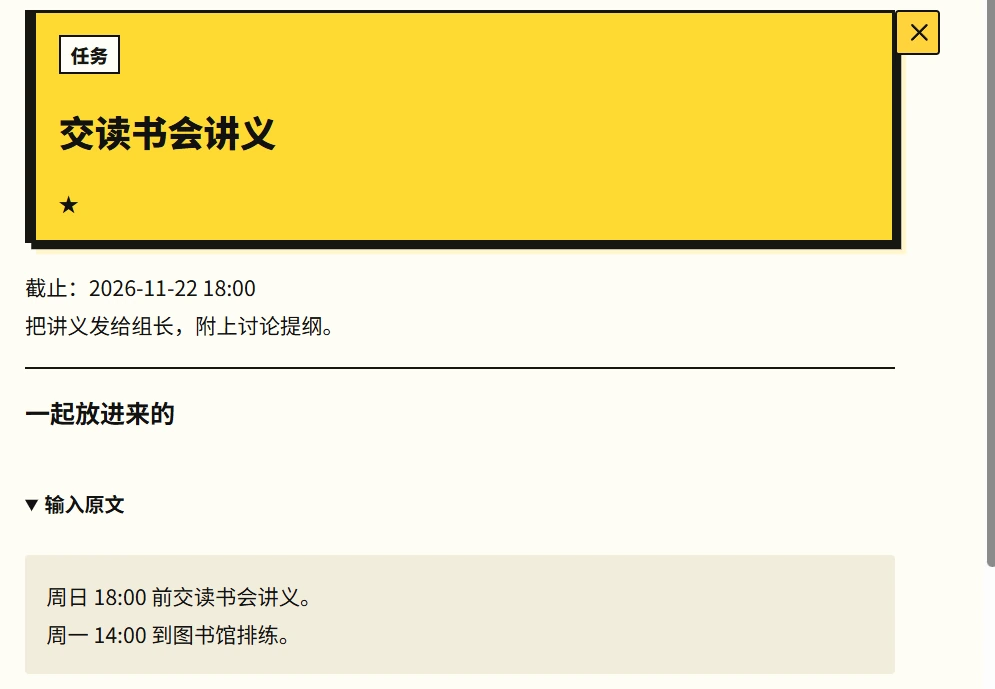 任务
交读书会讲义
★
截止：2026-11-22 18:00
把讲义发给组长，附上讨论提纲。
一起放进来的
▼ 输入原文
周日 18:00 前交读书会讲义。
周一 14:00 到图书馆排练。